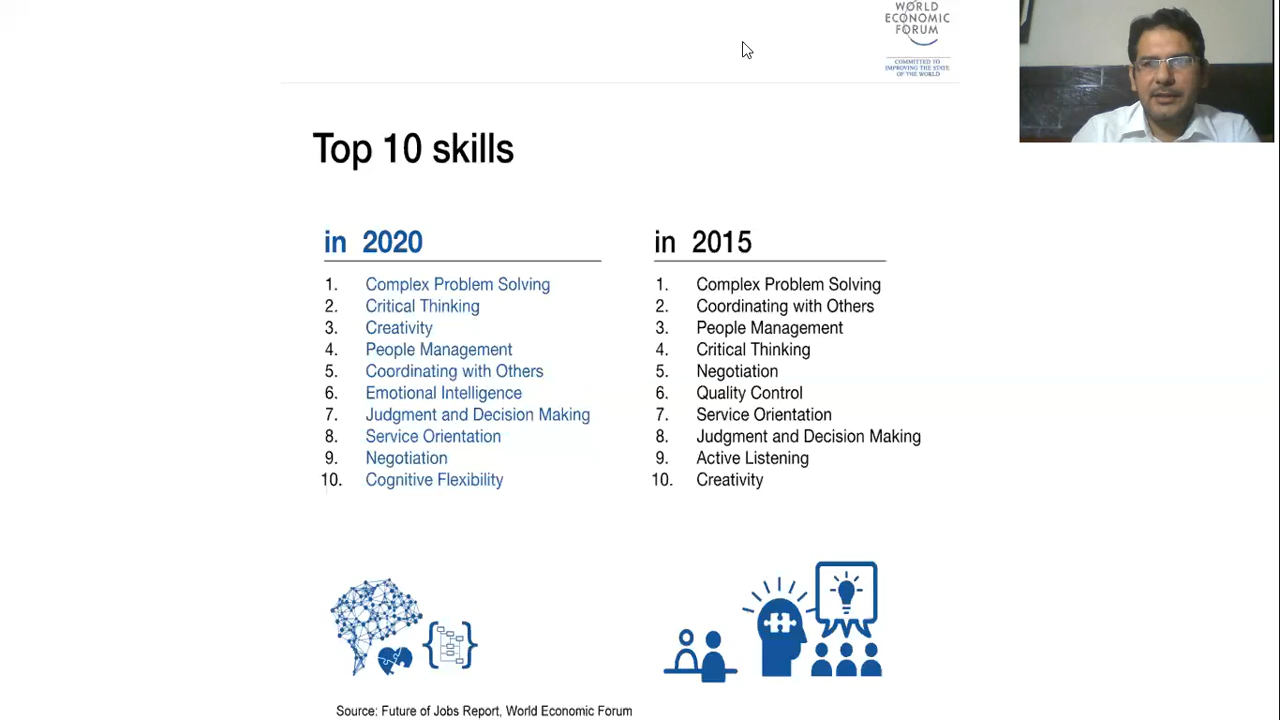 WORLD
ECONOMIC
FORUM
COMMITTED TO
IMPROVING THE STATE
OF THE WORLD
Top 10 skills
in 2020
1. Complex Problem Solving
2. Critical Thinking
3. Creativity
4. People Management
5. Coordinating with Others
6. Emotional Intelligence
7. Judgment and Decision Making
8. Service Orientation
9. Negotiation
10. Cognitive Flexibility
in 2015
1. Complex Problem Solving
2. Coordinating with Others
3. People Management
4. Critical Thinking
5. Negotiation
6. Quality Control
7. Service Orientation
8. Judgment and Decision Making
9. Active Listening
10. Creativity
Source: Future of Jobs Report, World Economic Forum